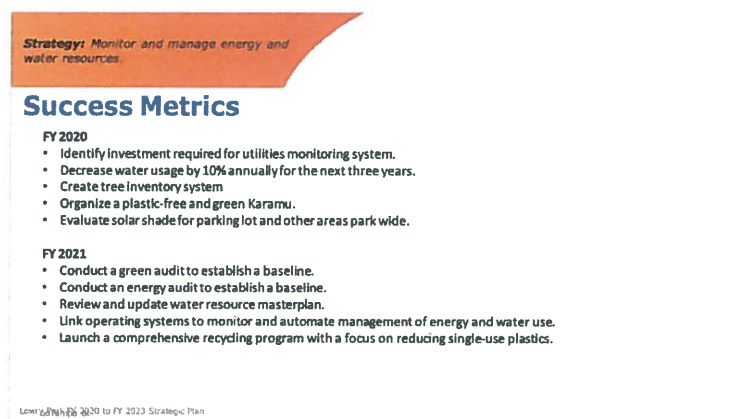 Strategy: Monitor and manage energy and
water resources.
Success Metrics
FY 2020
• Identify investment required for utilities monitoring system.
• Decrease water usage by 10% annually for the next three years.
• Create tree inventory system
• Organize a plastic-free and green Karamu.
• Evaluate solar shade for parking lot and other areas park wide.
FY 2021
• Conduct a green audit to establish a baseline.
• Conduct an energy audit to establish a baseline.
• Review and update water resource masterplan.
• Link operating systems to monitor and automate management of energy and water use.
• Launch a comprehensive recycling program with a focus on reducing single-use plastics.
2020 to FY 2023 Strategic Plan